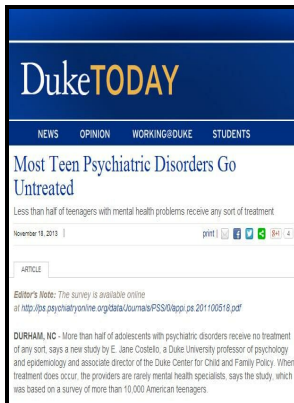 DukeTODAY
NEWS OPINION WORKING@DUKE STUDENTS
Most Teen Psychiatric Disorders Go
Untreated
Less than half of teenagers with mental health problems receive any sort of treatment
November 18, 2013 | print | 8+1 4
ARTICLE
Editor's Note: The survey is available online
at http://ps.psychiatryonline.org/data/Journals/PSS/0/appi.ps.201100518.pdf
DURHAM, NC - More than half of adolescents with psychiatric disorders receive no treatment
of any sort, says a new study by E. Jane Costello, a Duke University professor of psychology
and epidemiology and associate director of the Duke Center for Child and Family Policy. When
treatment does occur, the providers are rarely mental health specialists, says the study, which
was based on a survey of more than 10,000 American teenagers.